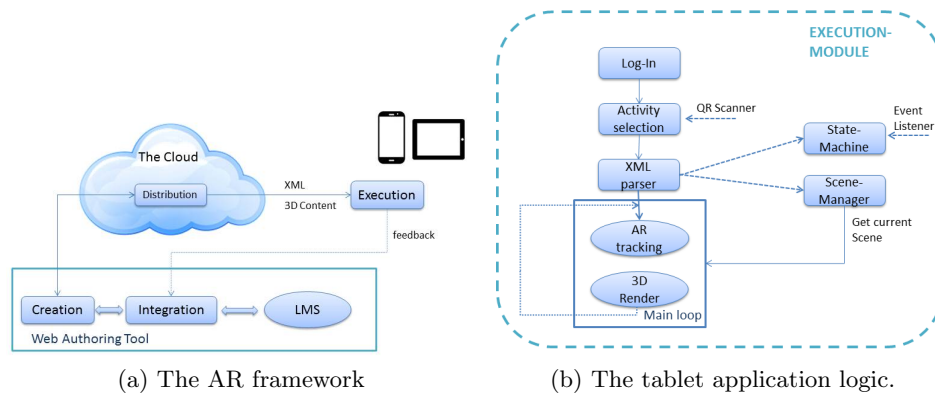 The Cloud
Distribution
XML
3D Content
Execution
feedback
Creation
Integration
LMS
Web Authoring Tool
(a) The AR framework
EXECUTION-
MODULE
Log-In
Activity
selection
QR Scanner
XML
parser
State-
Machine
Event
Listener
Scene-
Manager
Get current
Scene
AR
tracking
3D
Render
Main loop
(b) The tablet application logic.